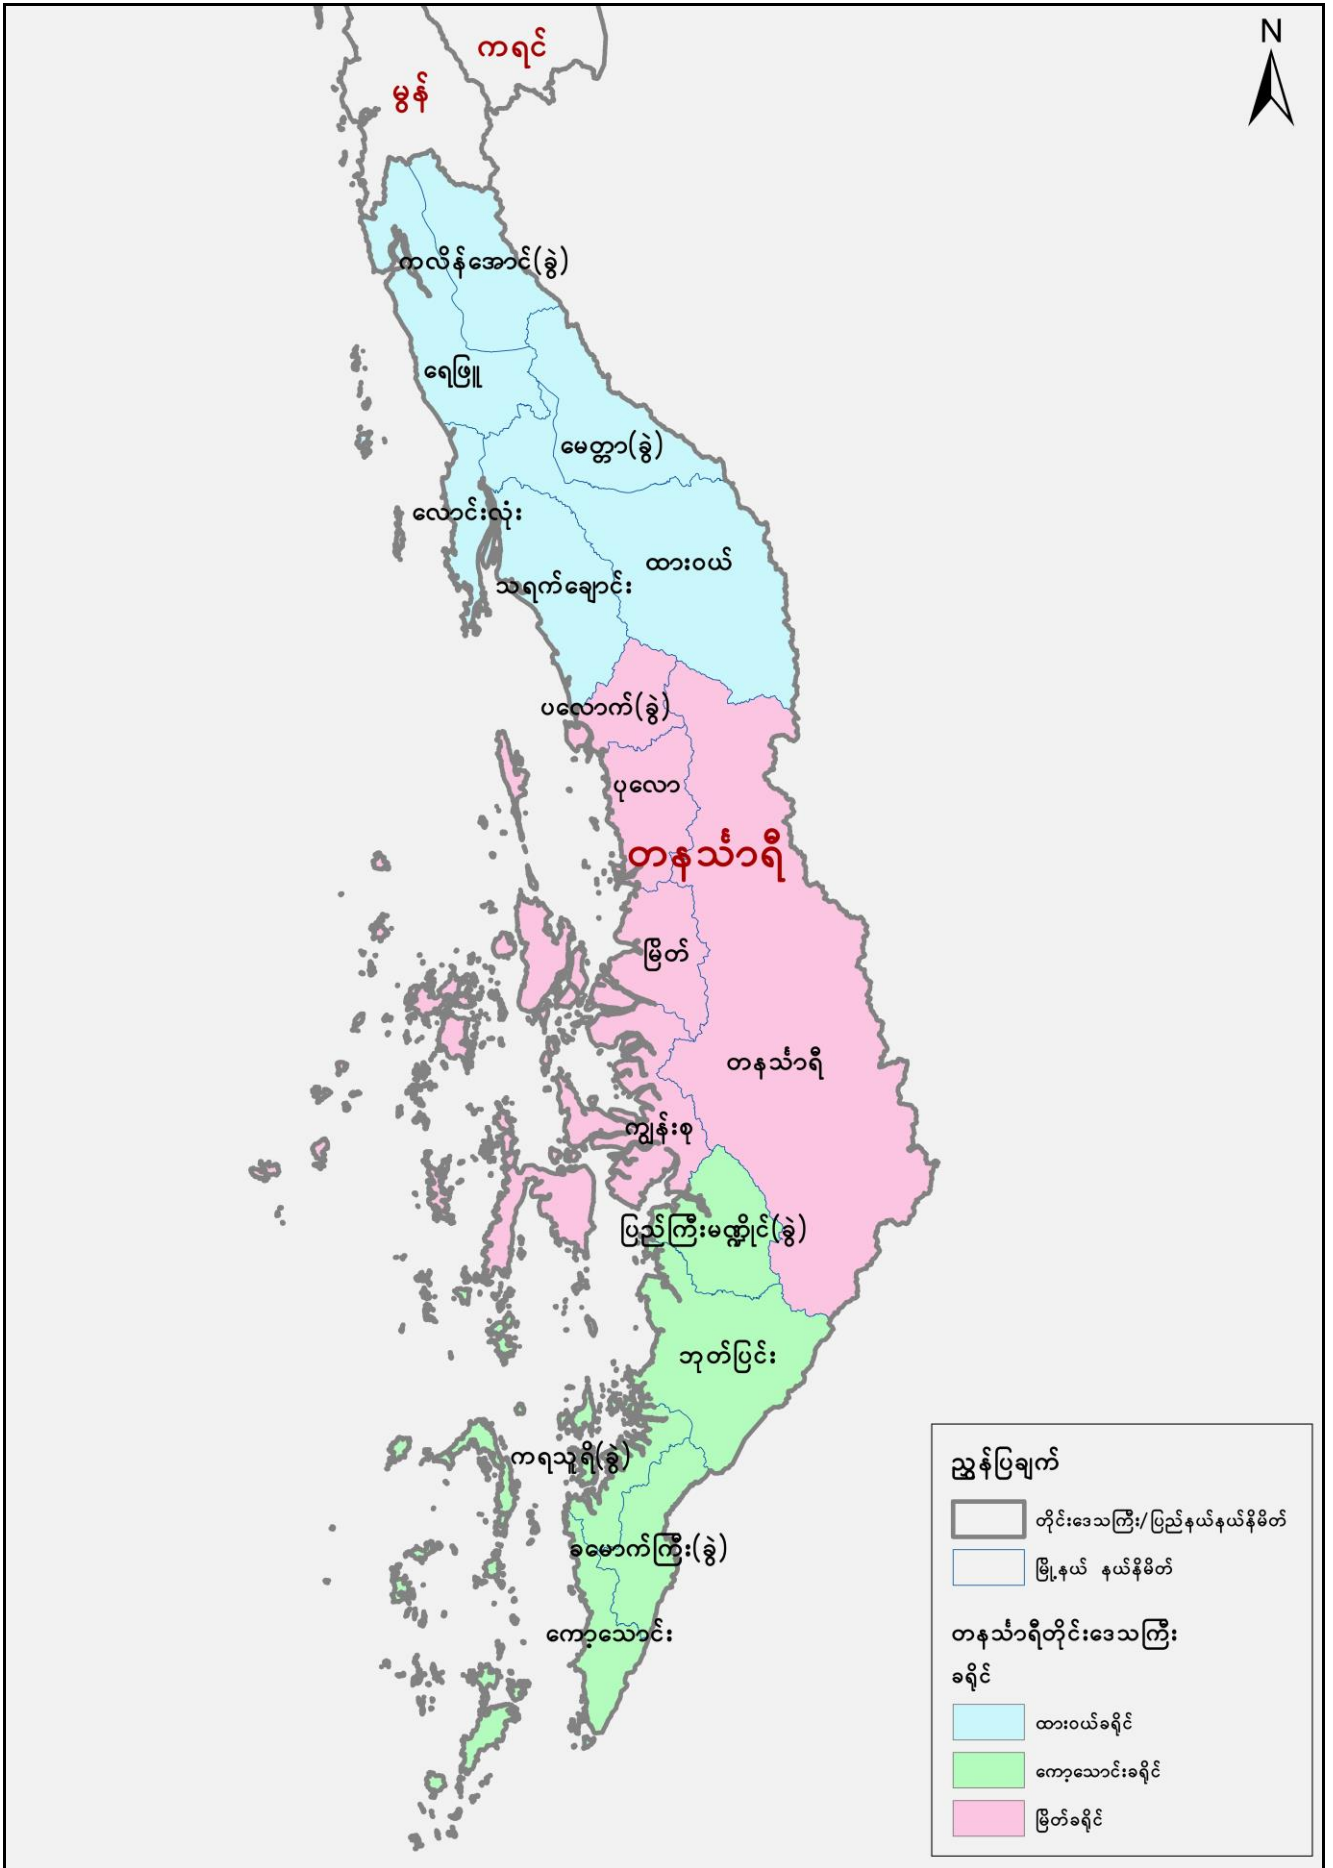 N
ကရင်
မွန်
ကလိန်အောင်(ခွဲ)
ရေဖြူ
မေတ္တာ(ခွဲ)
လောင်းလုံး
ထားဝယ်
သရက်ချောင်း
ပလောက်(ခွဲ)
ပုလော
တနင်္သာရီ
မြိတ်
တနင်္သာရီ
ကျွန်းစု
ပြည်ကြီးမဏ္ဍိုင်(ခွဲ)
ဘုတ်ပြင်း
ကရသူရိ(ခွဲ)
ခမောက်ကြီး(ခွဲ)
ကော့သောင်း
ညွှန်ပြချက်
တိုင်းဒေသကြီး/ပြည်နယ်နယ်နိမိတ်
မြို့နယ် နယ်နိမိတ်
တနင်္သာရီတိုင်းဒေသကြီး
ခရိုင်
ထားဝယ်ခရိုင်
ကော့သောင်းခရိုင်
မြိတ်ခရိုင်